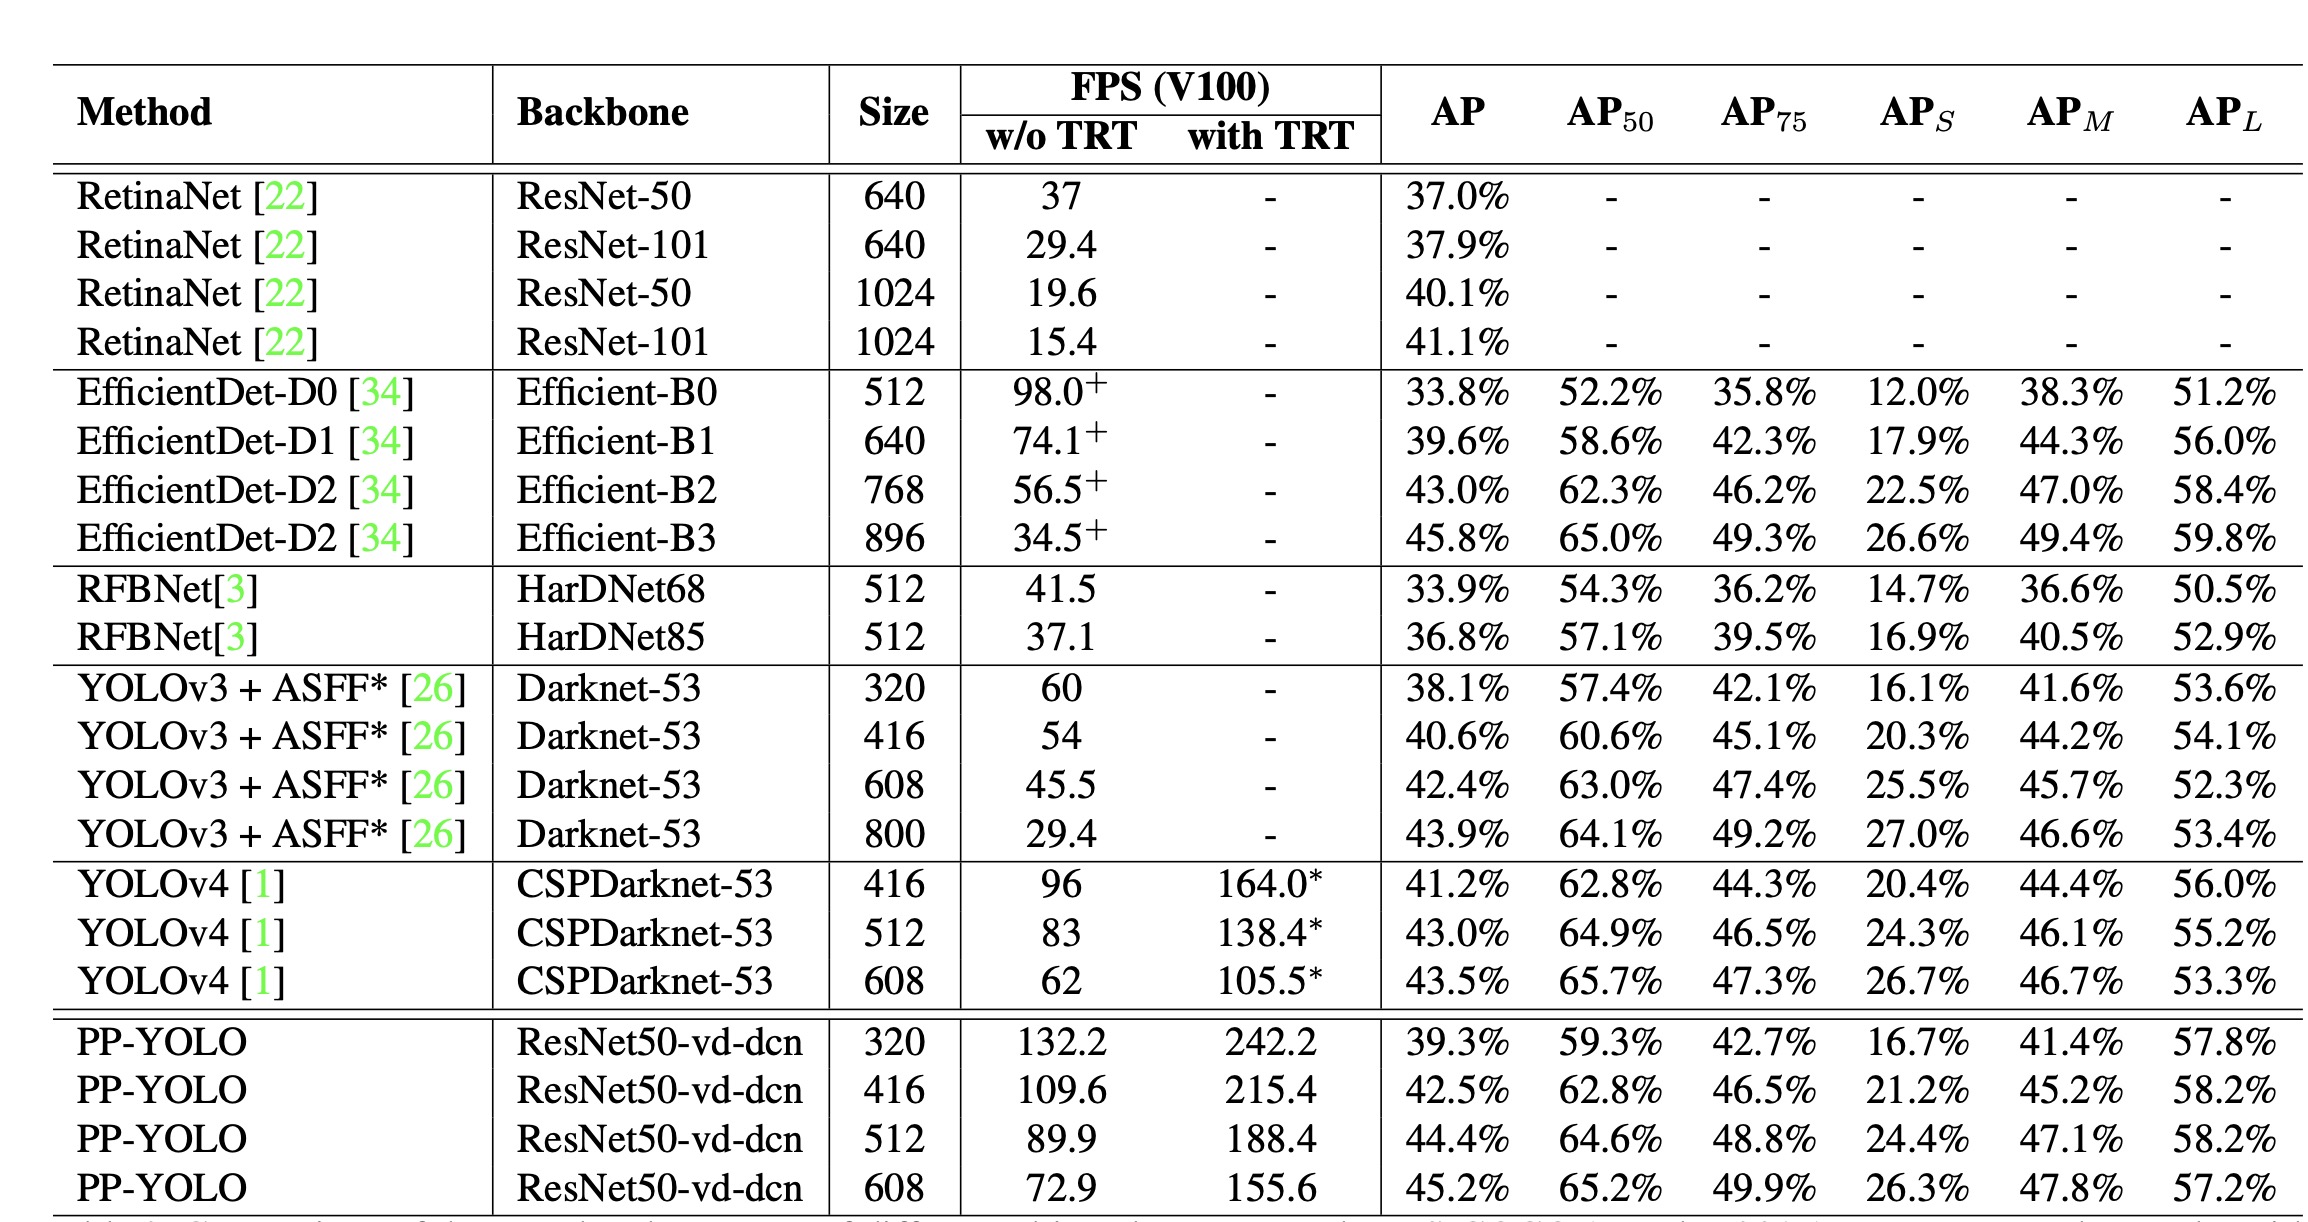 Method Backbone Size FPS (V100) AP AP50 AP75 APS APM APL
w/o TRT with TRT
RetinaNet [22] ResNet-50 640 37 - 37.0% - - - - -
RetinaNet [22] ResNet-101 640 29.4 - 37.9% - - - - -
RetinaNet [22] ResNet-50 1024 19.6 - 40.1% - - - - -
RetinaNet [22] ResNet-101 1024 15.4 - 41.1% - - - - -
EfficientDet-D0 [34] Efficient-B0 512 98.0+ - 33.8% 52.2% 35.8% 12.0% 38.3% 51.2%
EfficientDet-D1 [34] Efficient-B1 640 74.1+ - 39.6% 58.6% 42.3% 17.9% 44.3% 56.0%
EfficientDet-D2 [34] Efficient-B2 768 56.5+ - 43.0% 62.3% 46.2% 22.5% 47.0% 58.4%
EfficientDet-D2 [34] Efficient-B3 896 34.5+ - 45.8% 65.0% 49.3% 26.6% 49.4% 59.8%
RFBNet[3] HarDNet68 512 41.5 - 33.9% 54.3% 36.2% 14.7% 36.6% 50.5%
RFBNet[3] HarDNet85 512 37.1 - 36.8% 57.1% 39.5% 16.9% 40.5% 52.9%
YOLOv3 + ASFF* [26] Darknet-53 320 60 - 38.1% 57.4% 42.1% 16.1% 41.6% 53.6%
YOLOv3 + ASFF* [26] Darknet-53 416 54 - 40.6% 60.6% 45.1% 20.3% 44.2% 54.1%
YOLOv3 + ASFF* [26] Darknet-53 608 45.5 - 42.4% 63.0% 47.4% 25.5% 45.7% 52.3%
YOLOv3 + ASFF* [26] Darknet-53 800 29.4 - 43.9% 64.1% 49.2% 27.0% 46.6% 53.4%
YOLOv4 [1] CSPDarknet-53 416 96 164.0* 41.2% 62.8% 44.3% 20.4% 44.4% 56.0%
YOLOv4 [1] CSPDarknet-53 512 83 138.4* 43.0% 64.9% 46.5% 24.3% 46.1% 55.2%
YOLOv4 [1] CSPDarknet-53 608 62 105.5* 43.5% 65.7% 47.3% 26.7% 46.7% 53.3%
PP-YOLO ResNet50-vd-dcn 320 132.2 242.2 39.3% 59.3% 42.7% 16.7% 41.4% 57.8%
PP-YOLO ResNet50-vd-dcn 416 109.6 215.4 42.5% 62.8% 46.5% 21.2% 45.2% 58.2%
PP-YOLO ResNet50-vd-dcn 512 89.9 188.4 44.4% 64.6% 48.8% 24.4% 47.1% 58.2%
PP-YOLO ResNet50-vd-dcn 608 72.9 155.6 45.2% 65.2% 49.9% 26.3% 47.8% 57.2%